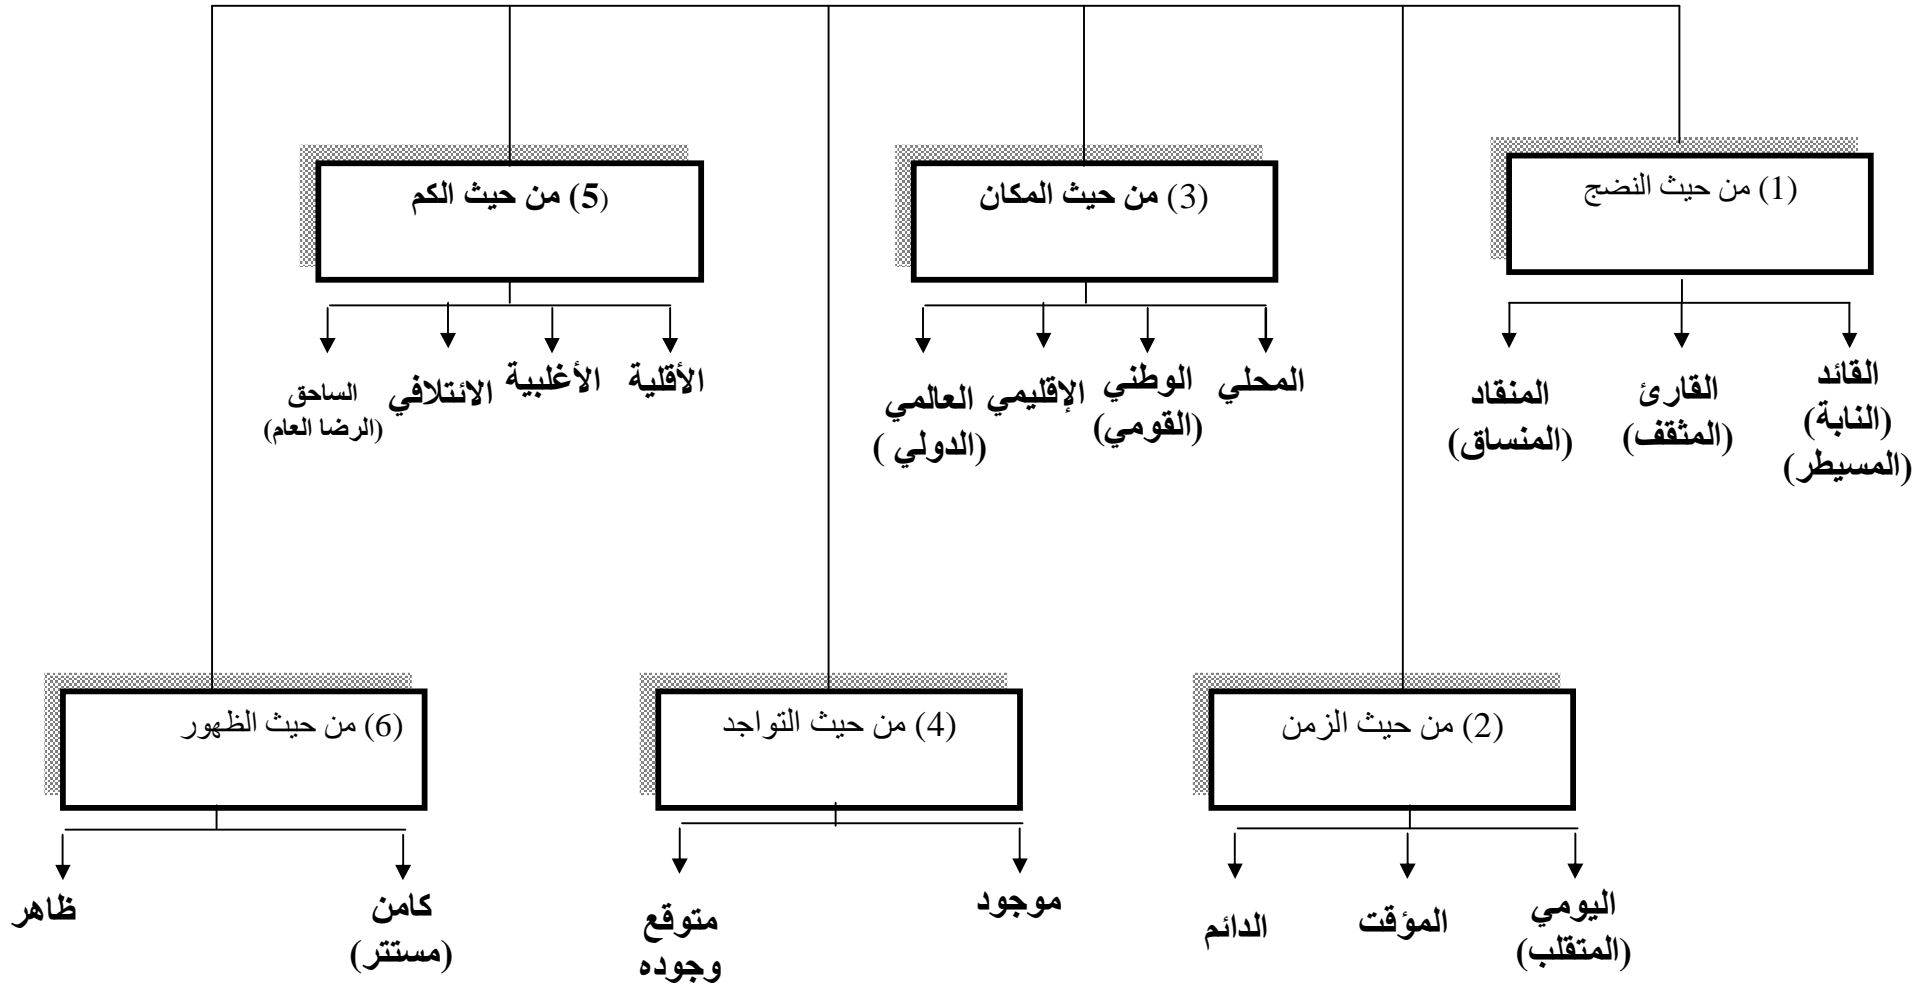 (1) من حيث النضج
القائد
(النابة)
(المسيطر)
القارئ
(المثقف)
المنقاد
(المنساق)
(3) من حيث المكان
المحلي
الوطني
(القومي)
الإقليمي
العالمي
(الدولي )
(5) من حيث الكم
الأقلية
الأغلبية
الائتلافي
الساحق
(الرضا العام)
(2) من حيث الزمن
اليومي
(المتقلب)
المؤقت
الدائم
(4) من حيث التواجد
موجود
متوقع
وجوده
(6) من حيث الظهور
كامن
(مستتر)
ظاهر